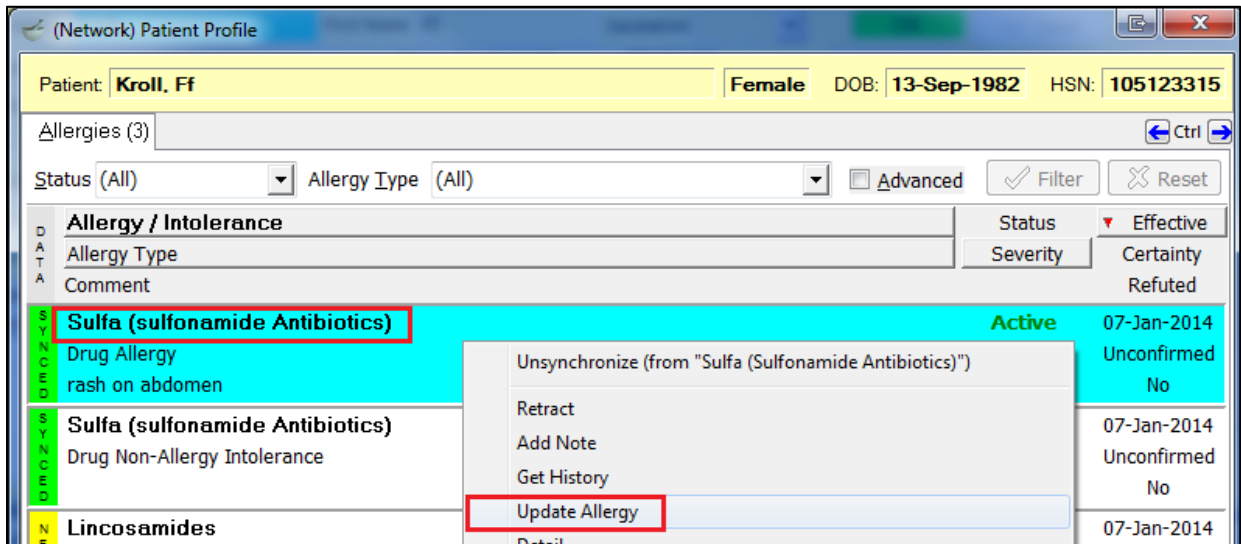 (Network) Patient Profile
Patient: Kroll, Ff Female DOB: 13-Sep-1982 HSN: 105123315
Allergies (3) Ctrl
Status (All) Allergy Type (All) Advanced Filter Reset
DATA
Allergy / Intolerance Status Effective
Allergy Type Severity Certainty
Comment Refuted
SYNCED
Sulfa (sulfonamide Antibiotics) Active 07-Jan-2014
Drug Allergy Unconfirmed
rash on abdomen No
Unsynchronize (from "Sulfa (Sulfonamide Antibiotics)")
Retract
Add Note
Get History
Update Allergy
Detail
SYNCED
Sulfa (sulfonamide Antibiotics) 07-Jan-2014
Drug Non-Allergy Intolerance Unconfirmed
No
Lincosamides 07-Jan-2014